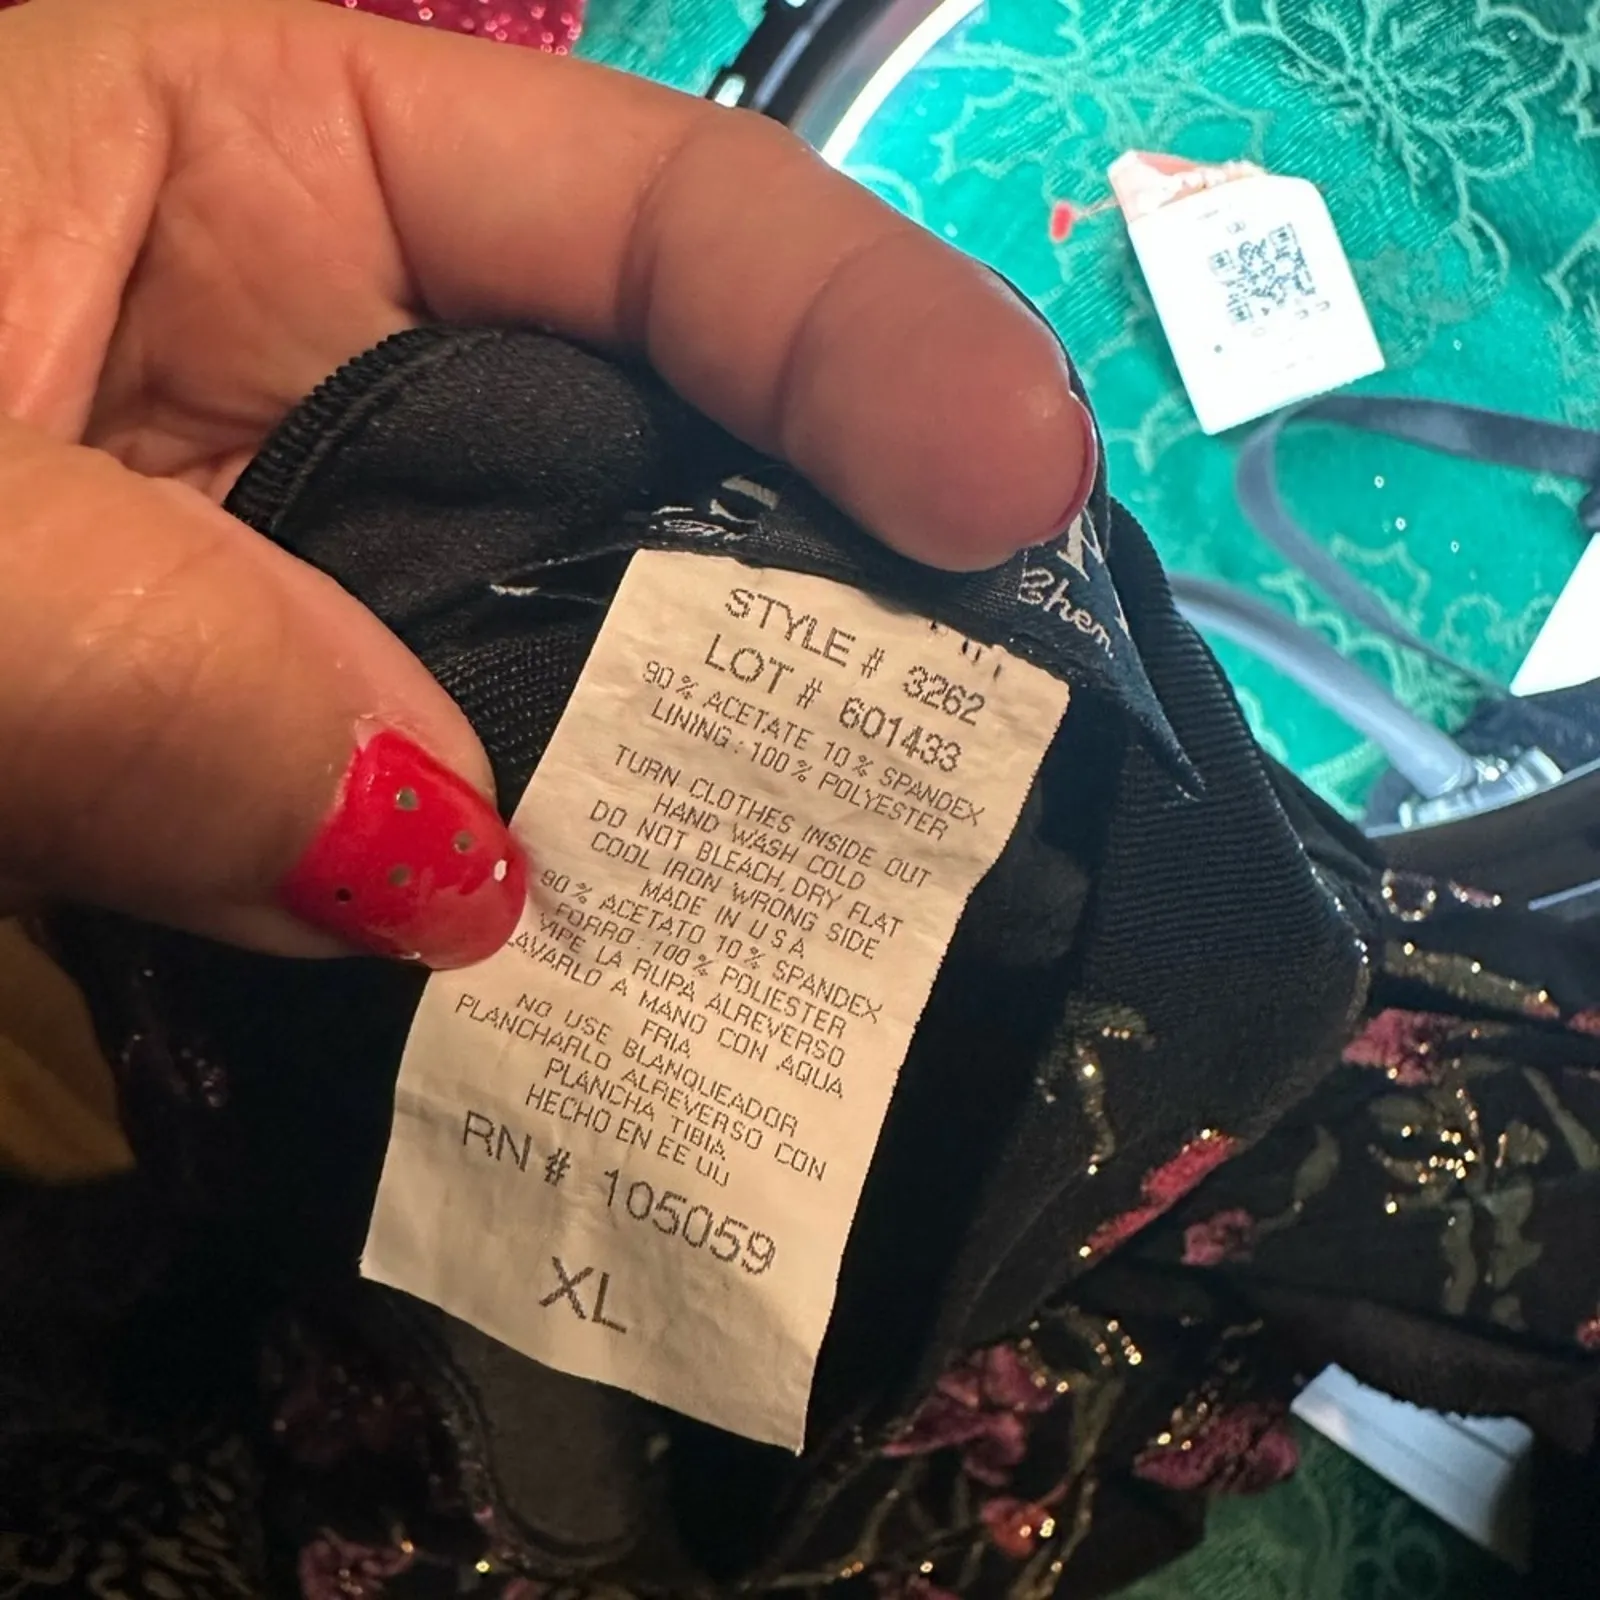 Bhem
STYLE # 3262
LOT # 601433
90% ACETATE 10% SPANDEX
LINING: 100% POLYESTER
TURN CLOTHES INSIDE OUT
HAND WASH COLD
DO NOT BLEACH, DRY FLAT
COOL IRON WRONG SIDE
MADE IN U S A
90% ACETATO 10% SPANDEX
FORRO: 100% POLIESTER
VIPE LA RUPA ALREVERSO
LAVARLO A MANO CON AQUA
FRIA
NO USE BLANQUEADOR
PLANCHARLO ALREVERSO CON
PLANCHA TIBIA
HECHO EN EE UU
RN # 105059
XL